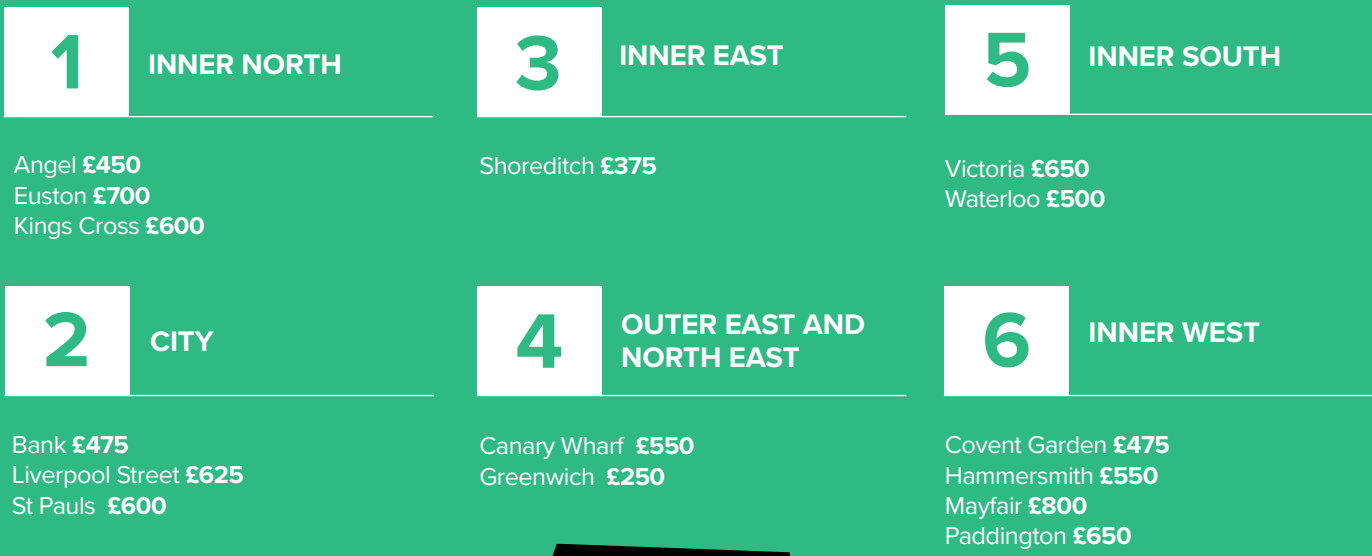 1
INNER NORTH
Angel £450
Euston £700
Kings Cross £600
2
CITY
Bank £475
Liverpool Street £625
St Pauls £600
3
INNER EAST
Shoreditch £375
4
OUTER EAST AND
NORTH EAST
Canary Wharf £550
Greenwich £250
5
INNER SOUTH
Victoria £650
Waterloo £500
6
INNER WEST
Covent Garden £475
Hammersmith £550
Mayfair £800
Paddington £650